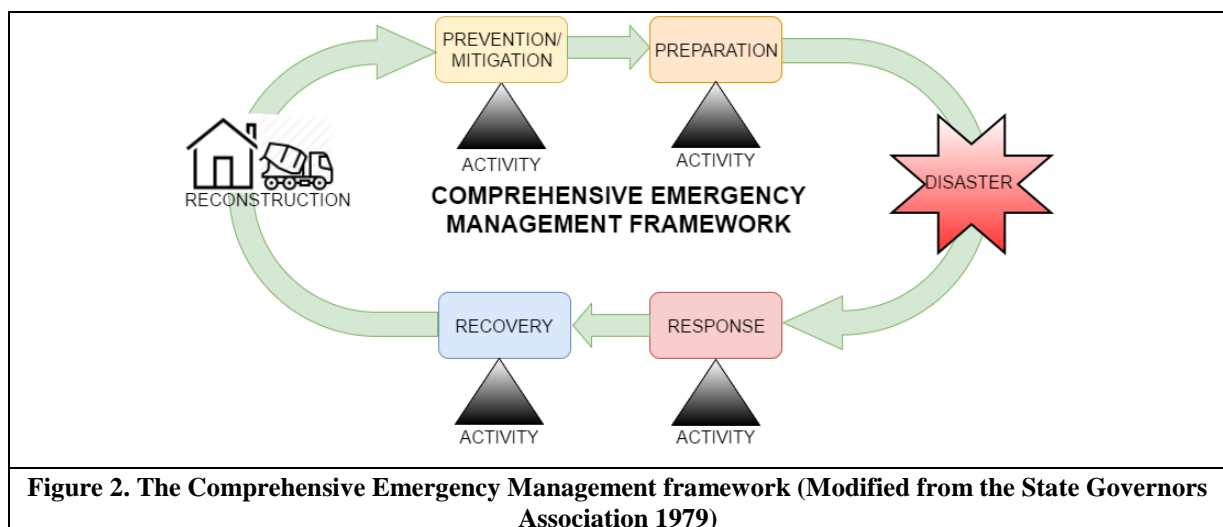 PREVENTION/
MITIGATION
PREPARATION
ACTIVITY
ACTIVITY
RECONSTRUCTION
COMPREHENSIVE EMERGENCY
MANAGEMENT FRAMEWORK
DISASTER
RECOVERY
RESPONSE
ACTIVITY
ACTIVITY
Figure 2. The Comprehensive Emergency Management framework (Modified from the State Governors
Association 1979)